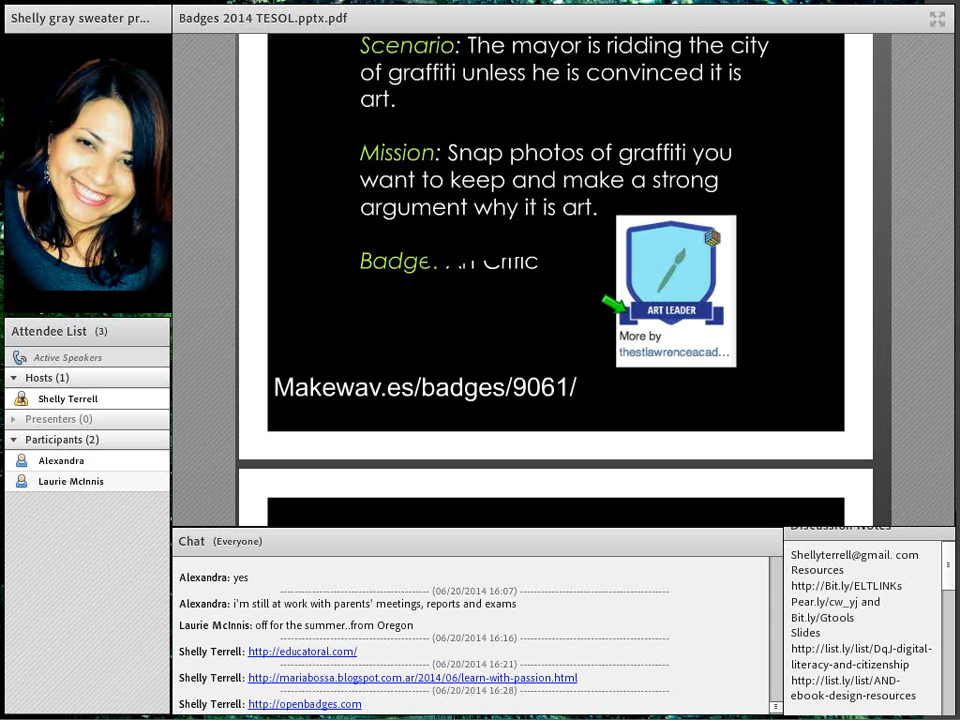 Shelly gray sweater pr...
Badges 2014 TESOL.pptx.pdf
Scenario: The mayor is ridding the city
of graffiti unless he is convinced it is
art.
Mission: Snap photos of graffiti you
want to keep and make a strong
argument why it is art.
Badge:
ART LEADER
More by
thestlawrenceacad...
Makewav.es/badges/9061/
Attendee List (3)
Active Speakers
Hosts (1)
Shelly Terrell
Presenters (0)
Participants (2)
Alexandra
Laurie McInnis
Chat (Everyone)
Alexandra: yes
(06/20/2014 16:07)
Alexandra: i'm still at work with parents' meetings, reports and exams
Laurie McInnis: off for the summer..from Oregon
(06/20/2014 16:16)
Shelly Terrell: http://educatoral.com/
(06/20/2014 16:21)
Shelly Terrell: http://mariabossa.blogspot.com.ar/2014/06/learn-with-passion.html
(06/20/2014 16:28)
Shelly Terrell: http://openbadges.com
Discussion Notes
Shellyterrell@gmail. com
Resources
http://Bit.ly/ELTLINKs
Pear.ly/cw_yj and
Bit.ly/Gtools
Slides
http://list.ly/list/DqJ-digital-
literacy-and-citizenship
http://list.ly/list/AND-
ebook-design-resources